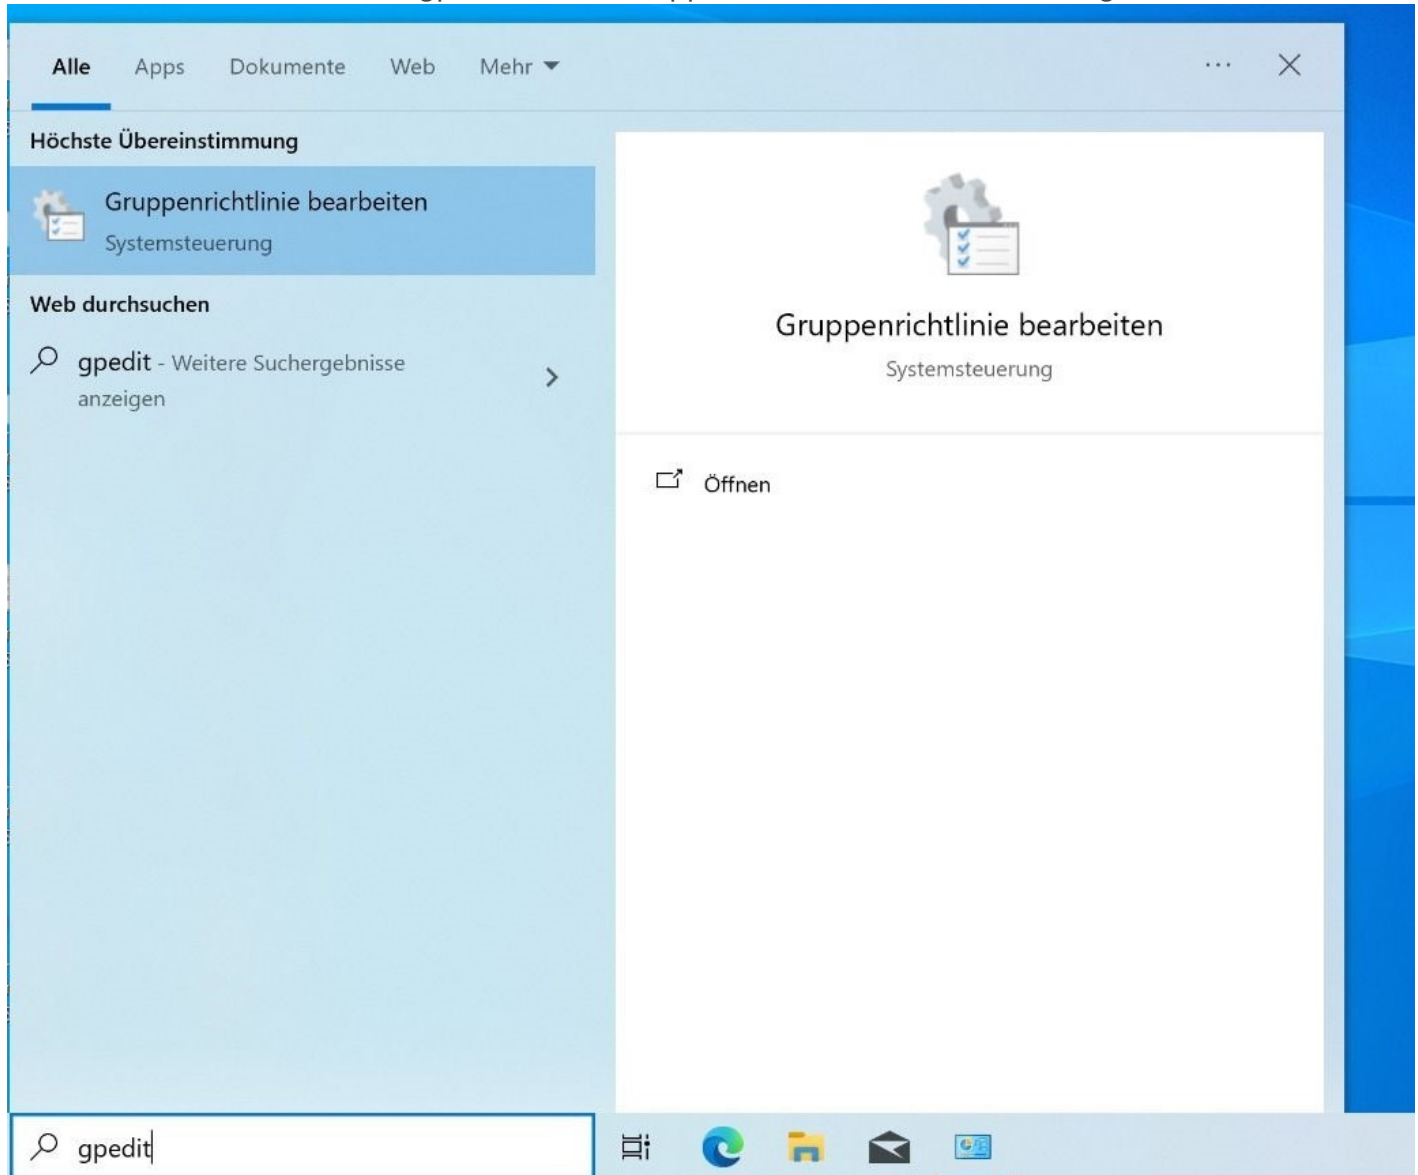 Alle Apps Dokumente Web Mehr
Höchste Übereinstimmung
Gruppenrichtlinie bearbeiten
Systemsteuerung
Web durchsuchen
gpedit - Weitere Suchergebnisse
anzeigen
Gruppenrichtlinie bearbeiten
Systemsteuerung
Öffnen
gpedit